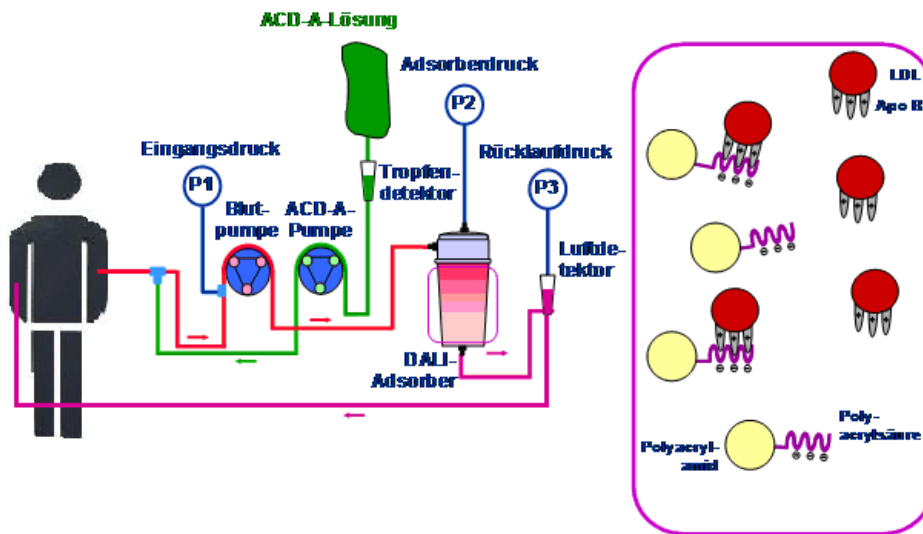 ACD-A-Lösung
Adsorberdruck
P2
Eingangsdruck
P1
Tropfen-
detektor
Rücklaufdruck
P3
Blut-
pumpe
ACD-A-
Pumpe
Luftde-
tektor
DALI-
Adsorber
LDL
Apo B
Poly-
acrylsäure
Polyacryl-
amid